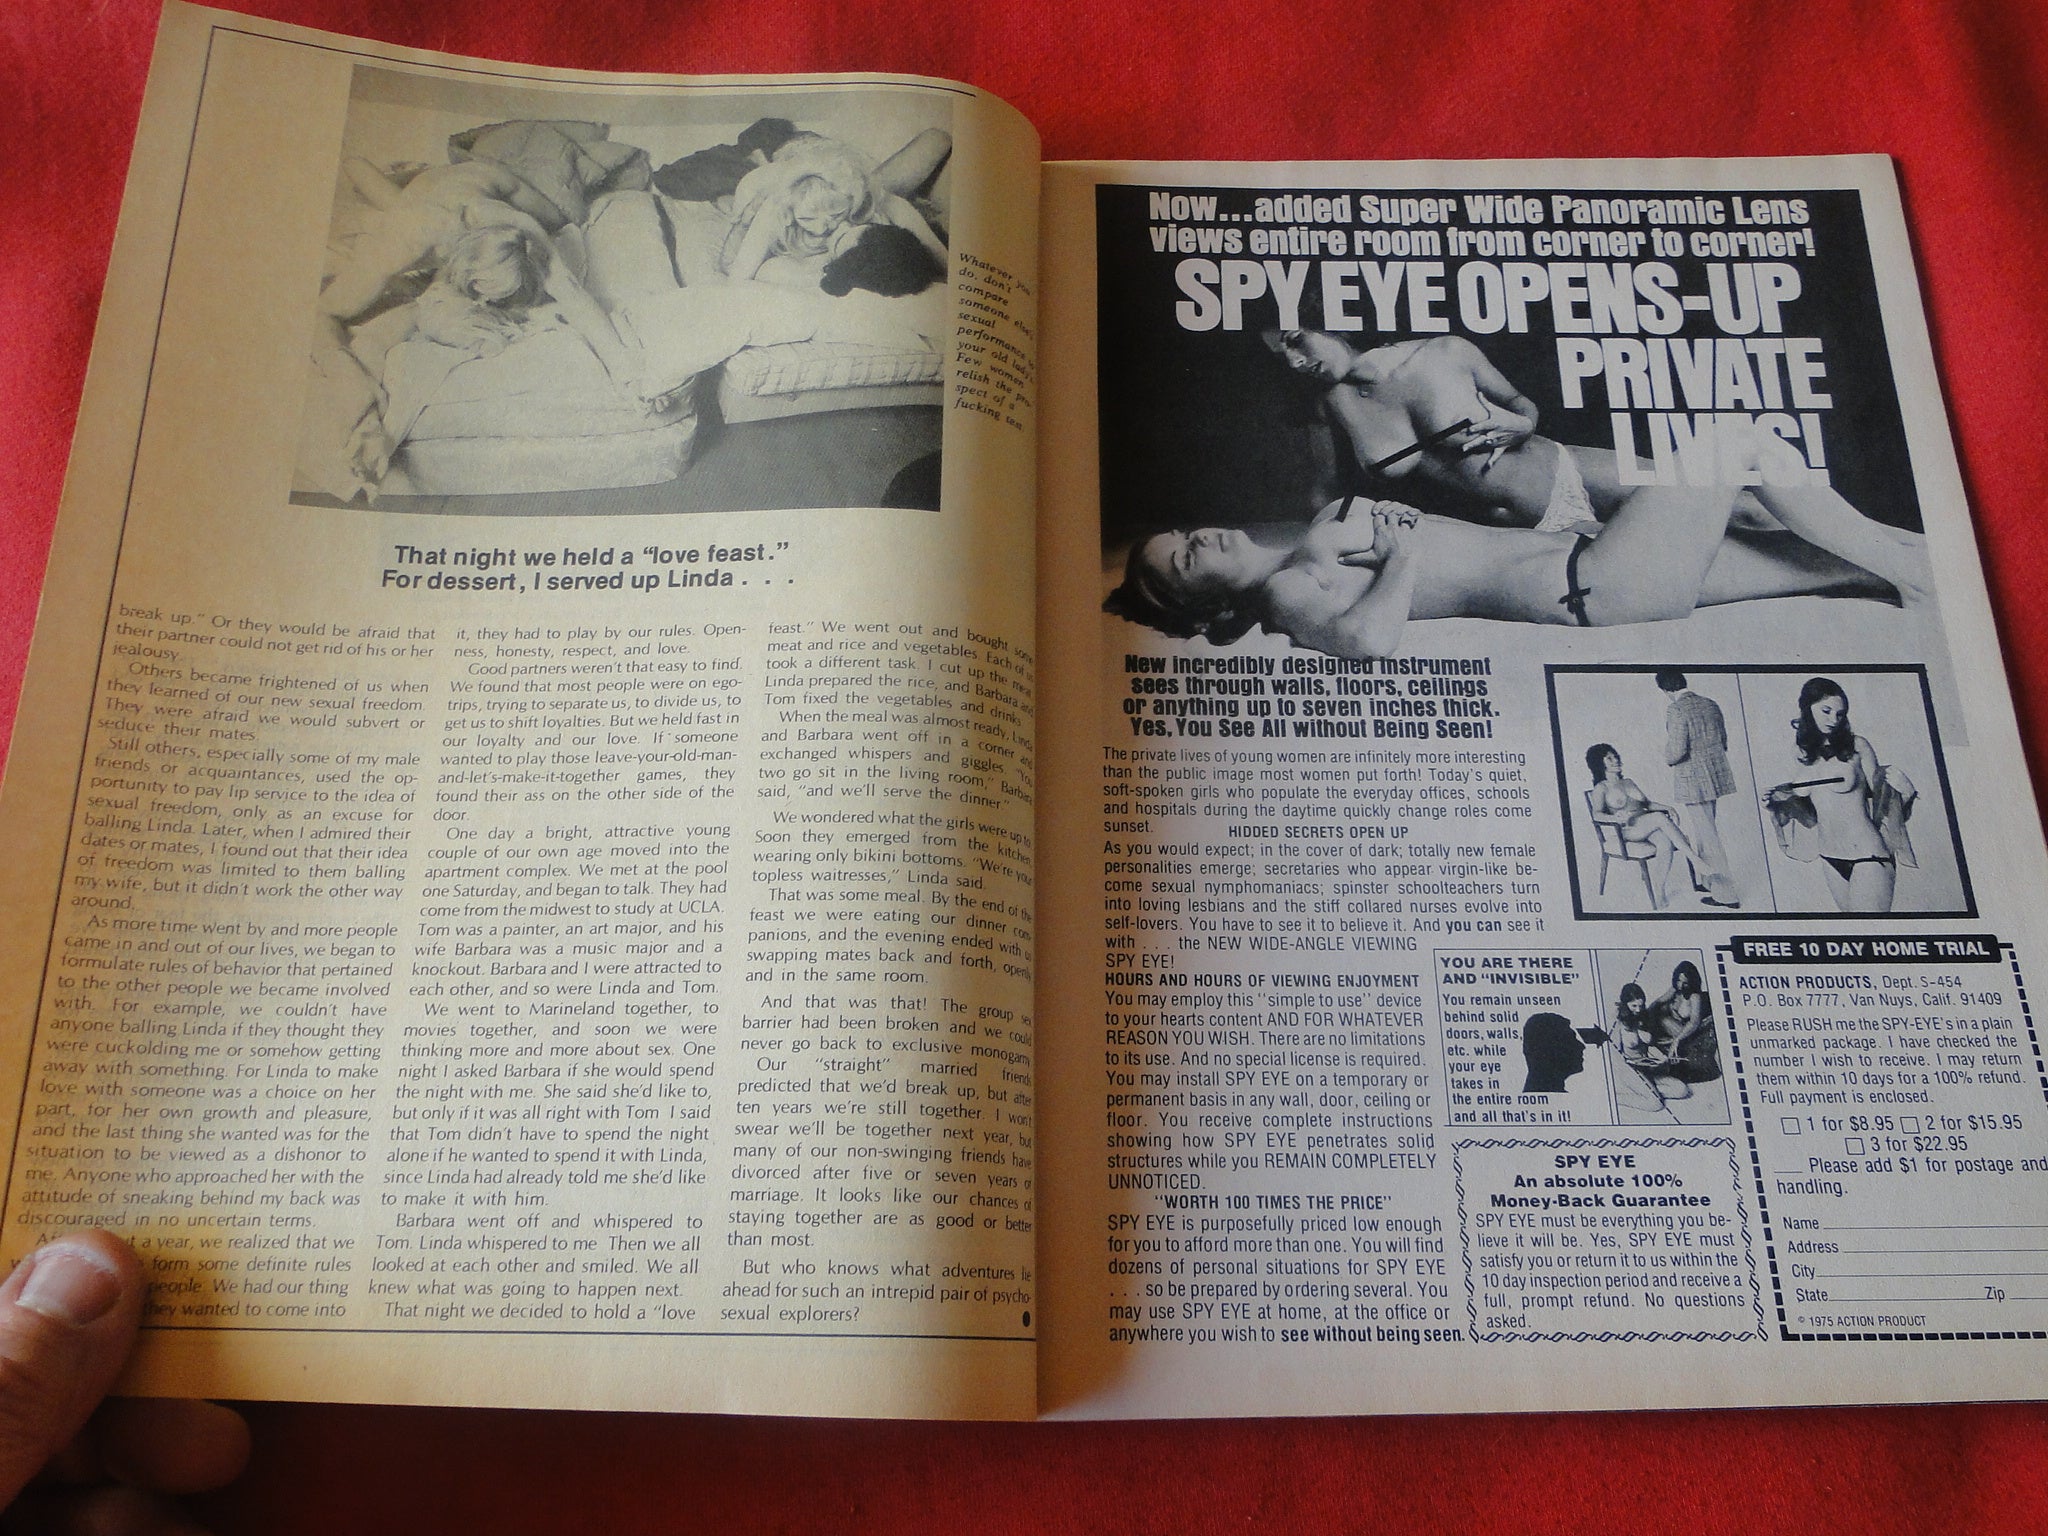 Whatever you
do, don't
compare
someone else's
sexual
performance to
your old lady's.
Few women
relish the pro-
spect of a
fucking test.
That night we held a “love feast.”
For dessert, I served up Linda . . .
break up.” Or they would be afraid that
their partner could not get rid of his or her
jealousy.
Others became frightened of us when
they learned of our new sexual freedom.
They were afraid we would subvert or
seduce their mates.
Still others, especially some of my male
friends or acquaintances, used the op-
portunity to pay lip service to the idea of
sexual freedom, only as an excuse for
balling Linda. Later, when I admired their
dates or mates, I found out that their idea
of freedom was limited to them balling
my wife, but it didn't work the other way
around.
As more time went by and more people
came in and out of our lives, we began to
formulate rules of behavior that pertained
to the other people we became involved
with. For example, we couldn't have
anyone balling Linda if they thought they
were cuckolding me or somehow getting
away with something. For Linda to make
love with someone was a choice on her
part, for her own growth and pleasure,
and the last thing she wanted was for the
situation to be viewed as a dishonor to
me. Anyone who approached her with the
attitude of sneaking behind my back was
discouraged in no uncertain terms.
a year, we realized that we
form some definite rules
people. We had our thing
they wanted to come into
it, they had to play by our rules. Open-
ness, honesty, respect, and love.
Good partners weren't that easy to find.
We found that most people were on ego-
trips, trying to separate us, to divide us, to
get us to shift loyalties. But we held fast in
our loyalty and our love. If someone
wanted to play those leave-your-old-man-
and-let's-make-it-together games, they
found their ass on the other side of the
door.
One day a bright, attractive young
couple of our own age moved into the
apartment complex. We met at the pool
one Saturday, and began to talk. They had
come from the midwest to study at UCLA.
Tom was a painter, an art major, and his
wife Barbara was a music major and a
knockout. Barbara and I were attracted to
each other, and so were Linda and Tom.
We went to Marineland together, to
movies together, and soon we were
thinking more and more about sex. One
night I asked Barbara if she would spend
the night with me. She said she'd like to,
but only if it was all right with Tom I said
that Tom didn't have to spend the night
alone if he wanted to spend it with Linda,
since Linda had already told me she'd like
to make it with him.
Barbara went off and whispered to
Tom. Linda whispered to me Then we all
looked at each other and smiled. We all
knew what was going to happen next.
That night we decided to hold a “love
feast.” We went out and bought some
meat and rice and vegetables. Each of us
took a different task. I cut up the meat
Linda prepared the rice, and Barbara and
Tom fixed the vegetables and drinks.
When the meal was almost ready, Linda
and Barbara went off in a corner and
exchanged whispers and giggles. “You
two go sit in the living room,” Barbara
said, “and we'll serve the dinner.”
We wondered what the girls were up to.
Soon they emerged from the kitchen
wearing only bikini bottoms. “We're your
topless waitresses,” Linda said.
That was some meal. By the end of the
feast we were eating our dinner com-
panions, and the evening ended with us
swapping mates back and forth, openly
and in the same room.
And that was that! The group sex
barrier had been broken and we could
never go back to exclusive monogamy.
Our “straight” married friends
predicted that we'd break up, but after
ten years we're still together. I won't
swear we'll be together next year, but
many of our non-swinging friends have
divorced after five or seven years of
marriage. It looks like our chances of
staying together are as good or better
than most.
But who knows what adventures lie
ahead for such an intrepid pair of psycho-
sexual explorers?
Now...added Super Wide Panoramic Lens
views entire room from corner to corner!
SPY EYE OPENS-UP
PRIVATE
LIVES!
New incredibly designed instrument
sees through walls, floors, ceilings
or anything up to seven inches thick.
Yes, You See All without Being Seen!
The private lives of young women are infinitely more interesting
than the public image most women put forth! Today's quiet,
soft-spoken girls who populate the everyday offices, schools
and hospitals during the daytime quickly change roles come
sunset.
HIDDED SECRETS OPEN UP
As you would expect; in the cover of dark; totally new female
personalities emerge; secretaries who appear virgin-like be-
come sexual nymphomaniacs; spinster schoolteachers turn
into loving lesbians and the stiff collared nurses evolve into
self-lovers. You have to see it to believe it. And you can see it
with . . . the NEW WIDE-ANGLE VIEWING
SPY EYE!
HOURS AND HOURS OF VIEWING ENJOYMENT
You may employ this “simple to use” device
to your hearts content AND FOR WHATEVER
REASON YOU WISH. There are no limitations
to its use. And no special license is required.
You may install SPY EYE on a temporary or
permanent basis in any wall, door, ceiling or
floor. You receive complete instructions
showing how SPY EYE penetrates solid
structures while you REMAIN COMPLETELY
UNNOTICED.
“WORTH 100 TIMES THE PRICE”
SPY EYE is purposefully priced low enough
for you to afford more than one. You will find
dozens of personal situations for SPY EYE
. . . so be prepared by ordering several. You
may use SPY EYE at home, at the office or
anywhere you wish to see without being seen.
YOU ARE THERE
AND “INVISIBLE”
You remain unseen
behind solid
doors, walls,
etc. while
your eye
takes in
the entire room
and all that's in it!
SPY EYE
An absolute 100%
Money-Back Guarantee
SPY EYE must be everything you be-
lieve it will be. Yes, SPY EYE must
satisfy you or return it to us within the
10 day inspection period and receive a
full, prompt refund. No questions
asked.
FREE 10 DAY HOME TRIAL
ACTION PRODUCTS, Dept. S-454
P.O. Box 7777, Van Nuys, Calif. 91409
Please RUSH me the SPY-EYE's in a plain
unmarked package. I have checked the
number I wish to receive. I may return
them within 10 days for a 100% refund.
Full payment is enclosed.
1 for $8.95 2 for $15.95
3 for $22.95
Please add $1 for postage and
handling.
Name
Address
City
State Zip
© 1975 ACTION PRODUCT